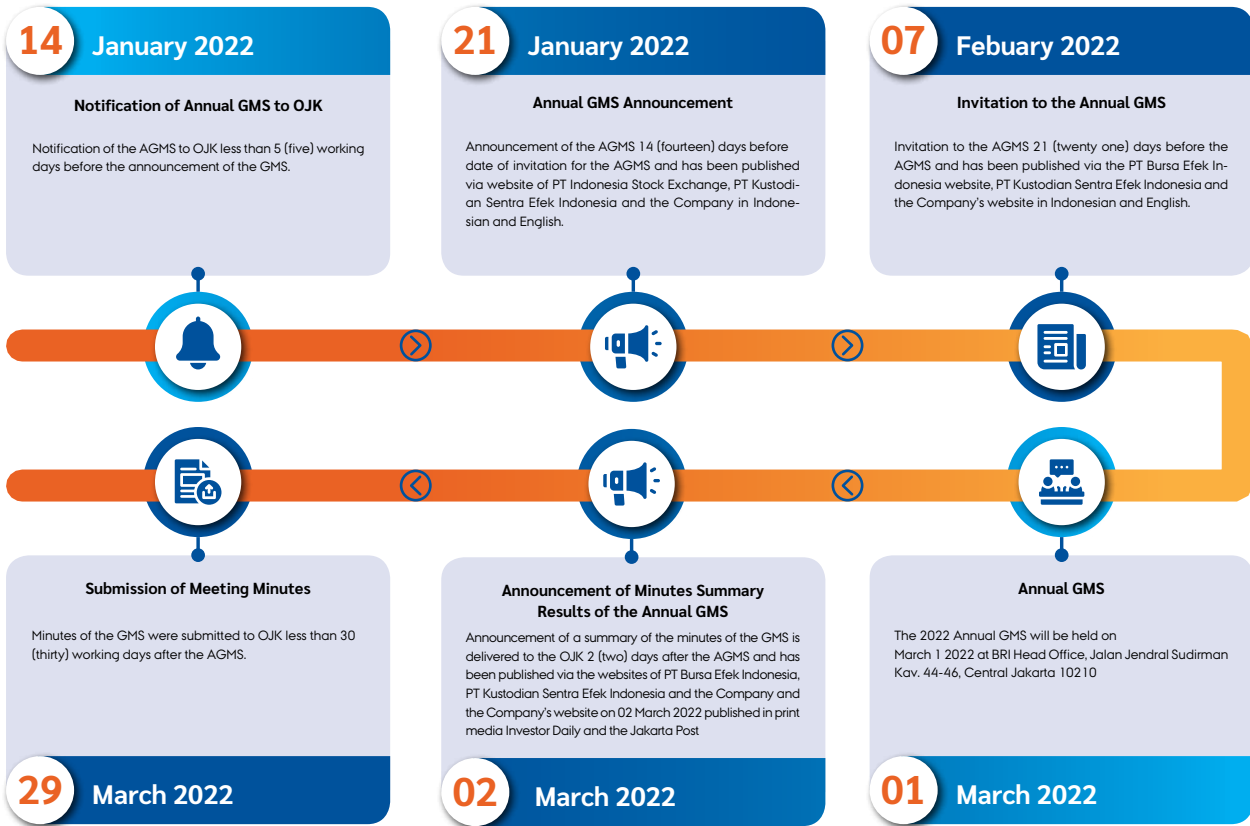 14 January 2022
Notification of Annual GMS to OJK
Notification of the AGMS to OJK less than 5 (five) working
days before the announcement of the GMS.
21 January 2022
Annual GMS Announcement
Announcement of the AGMS 14 (fourteen) days before
date of invitation for the AGMS and has been published
via website of PT Indonesia Stock Exchange, PT Kustodi-
an Sentra Efek Indonesia and the Company in Indone-
sian and English.
07 Febuary 2022
Invitation to the Annual GMS
Invitation to the AGMS 21 (twenty one) days before the
AGMS and has been published via the PT Bursa Efek In-
donesia website, PT Kustodian Sentra Efek Indonesia and
the Company's website in Indonesian and English.
Annual GMS
The 2022 Annual GMS will be held on
March 1 2022 at BRI Head Office, Jalan Jendral Sudirman
Kav. 44-46, Central Jakarta 10210
01 March 2022
Announcement of Minutes Summary
Results of the Annual GMS
Announcement of a summary of the minutes of the GMS is
delivered to the OJK 2 (two) days after the AGMS and has
been published via the websites of PT Bursa Efek Indonesia,
PT Kustodian Sentra Efek Indonesia and the Company and
the Company's website on 02 March 2022 published in print
media Investor Daily and the Jakarta Post
02 March 2022
Submission of Meeting Minutes
Minutes of the GMS were submitted to OJK less than 30
(thirty) working days after the AGMS.
29 March 2022